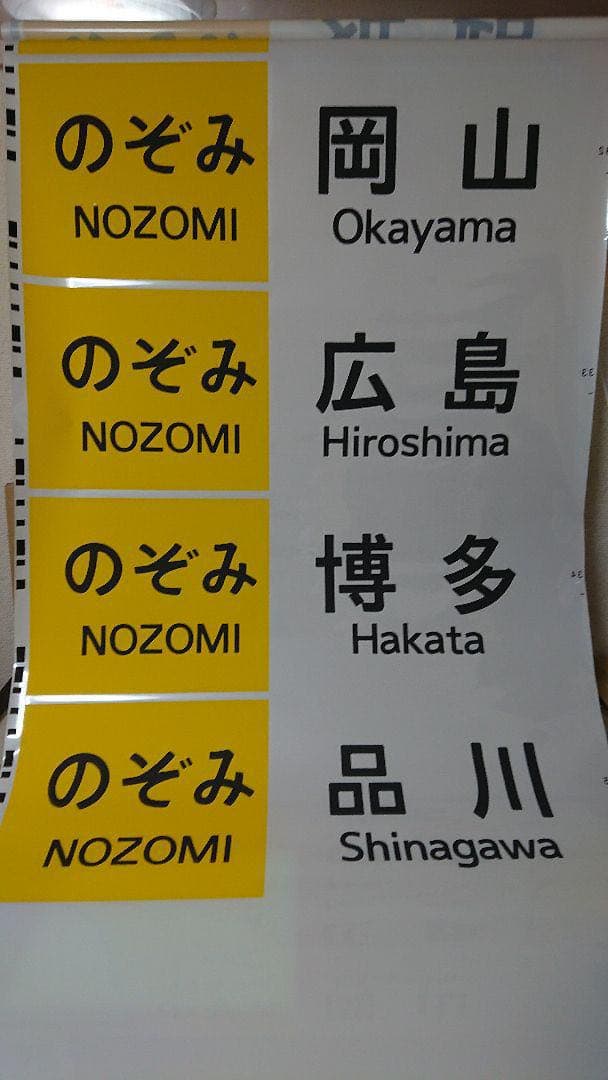 のぞみ 岡山
NOZOMI Okayama
のぞみ 広島
NOZOMI Hiroshima
のぞみ 博多
NOZOMI Hakata
のぞみ 品川
NOZOMI Shinagawa